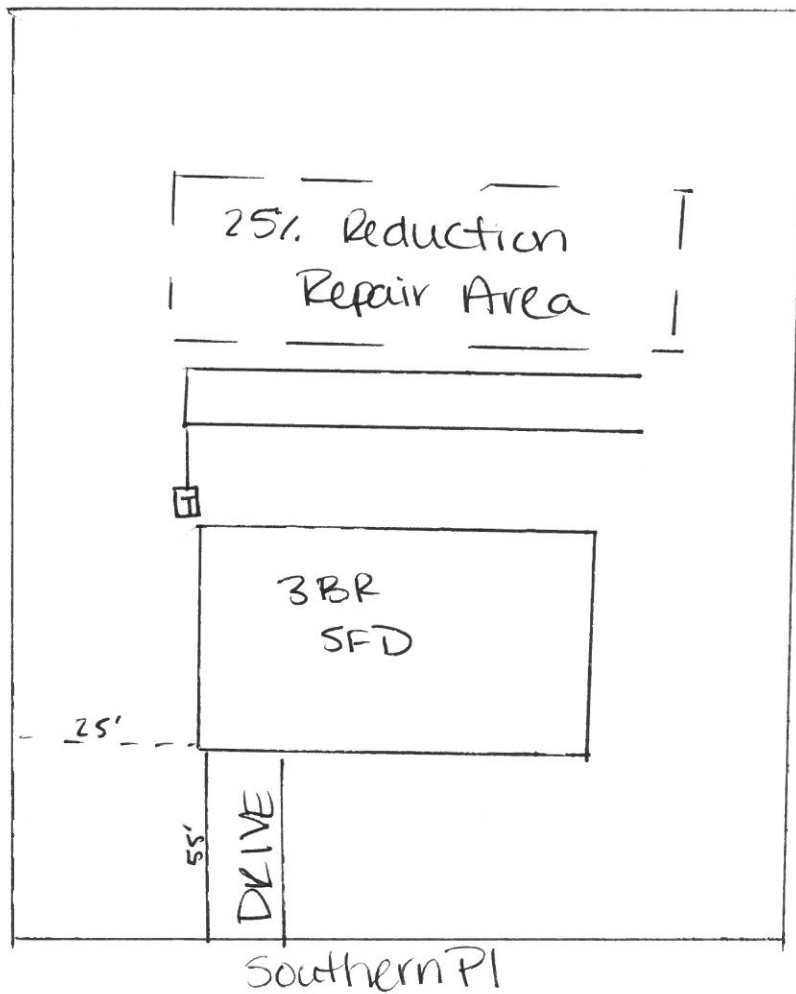 25% Reduction
Repair Area
T
3BR
SFD
25'
55'
DRIVE
Southern Pl